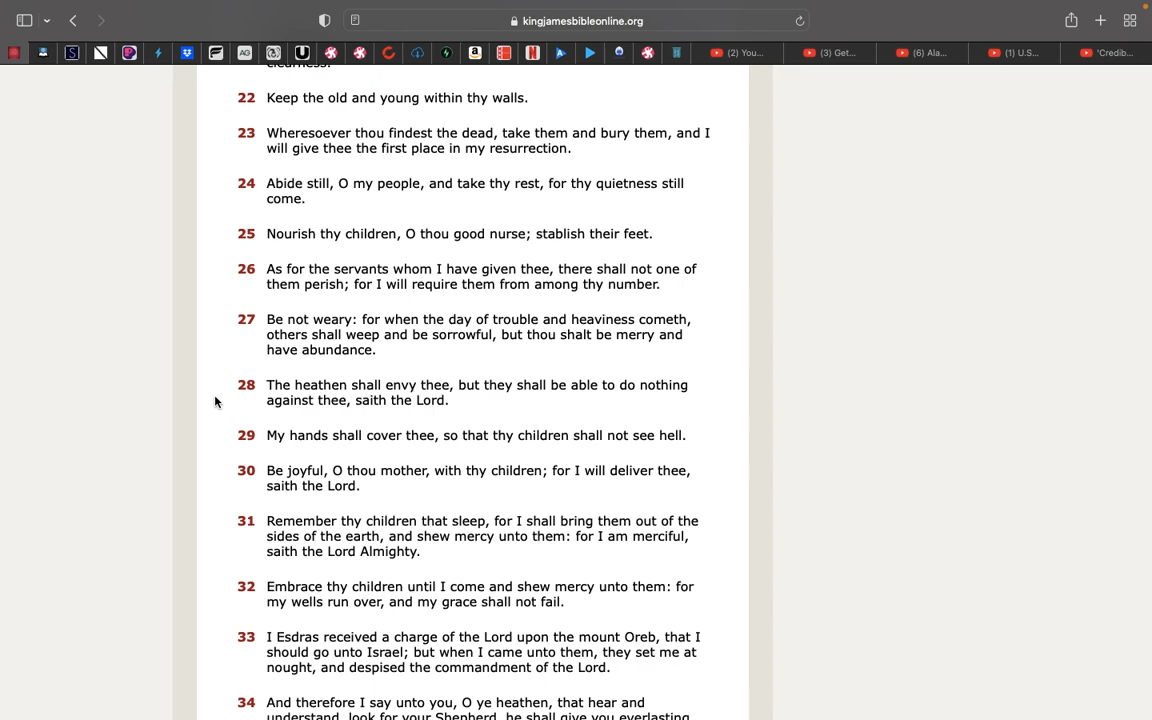 kingjamesbibleonline.org
(2) You...
(3) Get...
(6) Ala...
(1) U.S...
'Credib...
clearness.
22 Keep the old and young within thy walls.
23 Wheresoever thou findest the dead, take them and bury them, and I
will give thee the first place in my resurrection.
24 Abide still, O my people, and take thy rest, for thy quietness still
come.
25 Nourish thy children, O thou good nurse; stablish their feet.
26 As for the servants whom I have given thee, there shall not one of
them perish; for I will require them from among thy number.
27 Be not weary: for when the day of trouble and heaviness cometh,
others shall weep and be sorrowful, but thou shalt be merry and
have abundance.
28 The heathen shall envy thee, but they shall be able to do nothing
against thee, saith the Lord.
29 My hands shall cover thee, so that thy children shall not see hell.
30 Be joyful, O thou mother, with thy children; for I will deliver thee,
saith the Lord.
31 Remember thy children that sleep, for I shall bring them out of the
sides of the earth, and shew mercy unto them: for I am merciful,
saith the Lord Almighty.
32 Embrace thy children until I come and shew mercy unto them: for
my wells run over, and my grace shall not fail.
33 I Esdras received a charge of the Lord upon the mount Oreb, that I
should go unto Israel; but when I came unto them, they set me at
nought, and despised the commandment of the Lord.
34 And therefore I say unto you, O ye heathen, that hear and
understand, look for your Shepherd, he shall give you everlasting